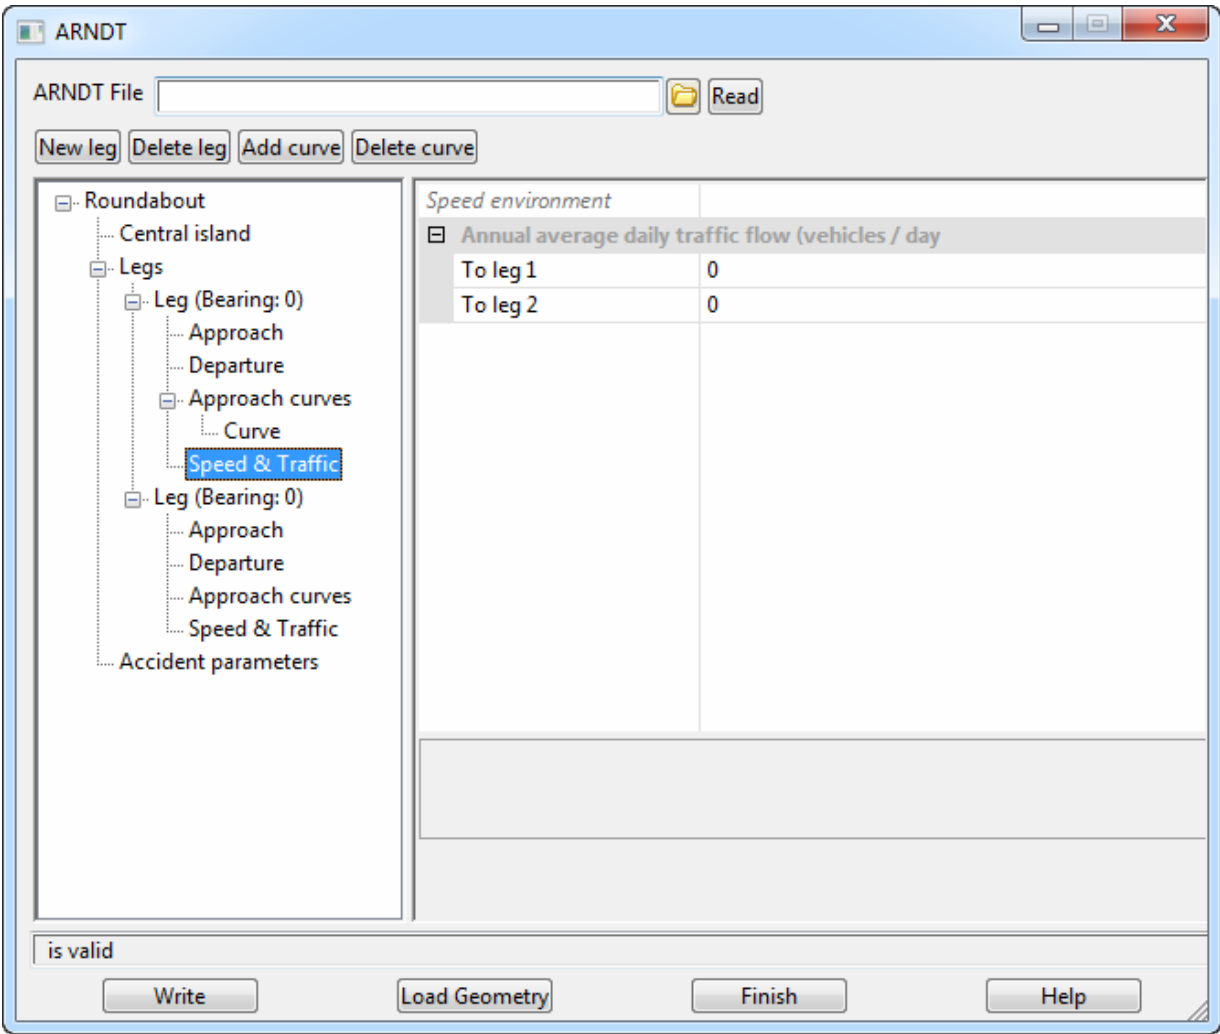 ARNDT
ARNDT File Read
New leg Delete leg Add curve Delete curve
Roundabout
Central island
Legs
Leg (Bearing: 0)
Approach
Departure
Approach curves
Curve
Speed & Traffic
Leg (Bearing: 0)
Approach
Departure
Approach curves
Speed & Traffic
Accident parameters
Speed environment
Annual average daily traffic flow (vehicles / day
To leg 1 0
To leg 2 0
is valid
Write Load Geometry Finish Help